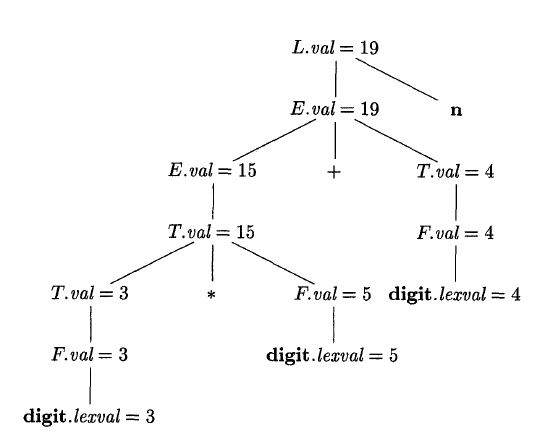 L.val = 19
E.val = 19 n
E.val = 15 + T.val = 4
T.val = 15 F.val = 4
T.val = 3 * F.val = 5 digit.lexval = 4
F.val = 3 digit.lexval = 5
digit.lexval = 3